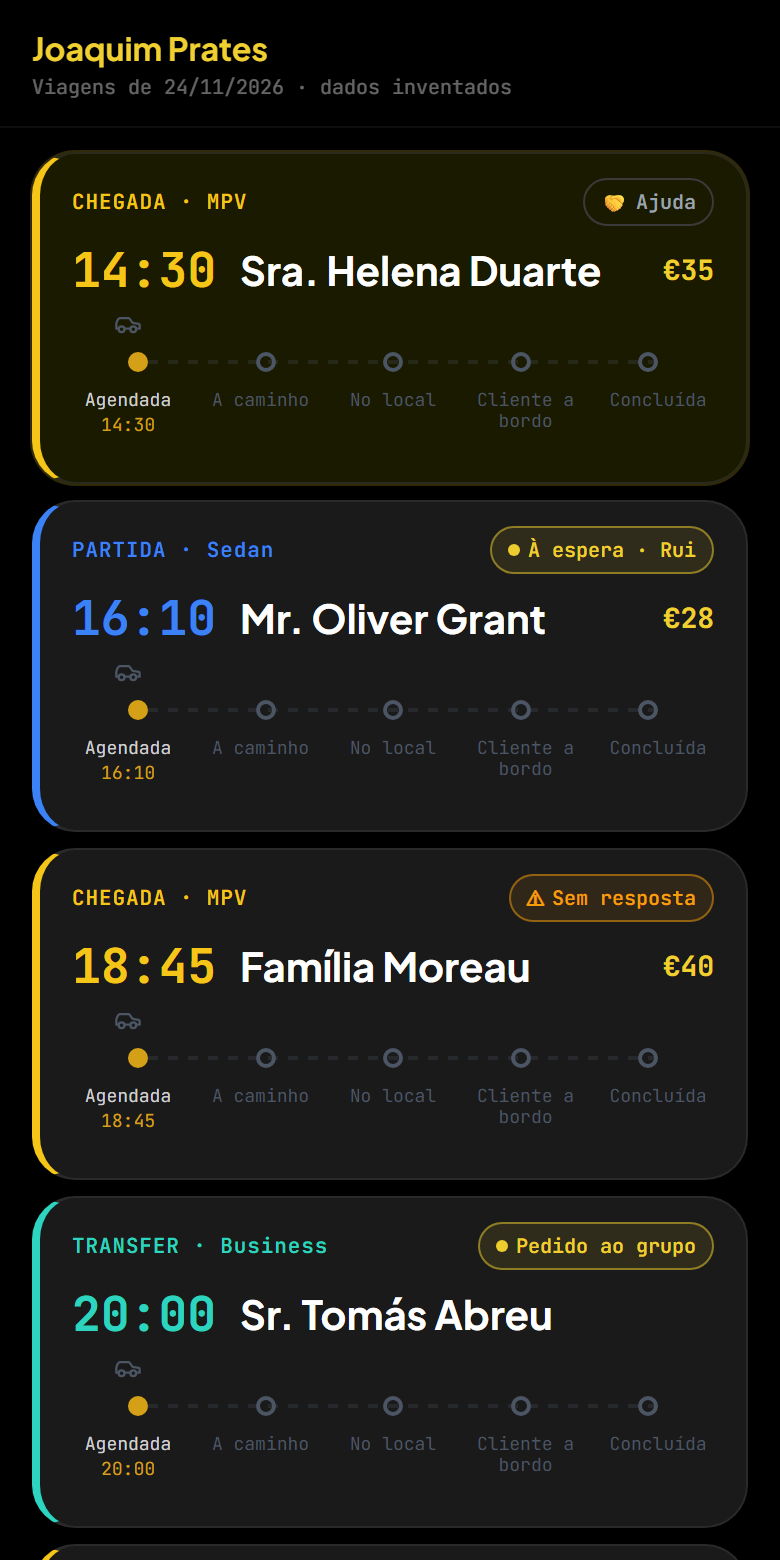 Joaquim Prates
Viagens de 24/11/2026 · dados inventados
CHEGADA · MPV
🤝 Ajuda
14:30 Sra. Helena Duarte €35
Agendada A caminho No local Cliente a bordo Concluída
14:30
PARTIDA · Sedan
À espera · Rui
16:10 Mr. Oliver Grant €28
Agendada A caminho No local Cliente a bordo Concluída
16:10
CHEGADA · MPV
⚠ Sem resposta
18:45 Família Moreau €40
Agendada A caminho No local Cliente a bordo Concluída
18:45
TRANSFER · Business
Pedido ao grupo
20:00 Sr. Tomás Abreu
Agendada A caminho No local Cliente a bordo Concluída
20:00